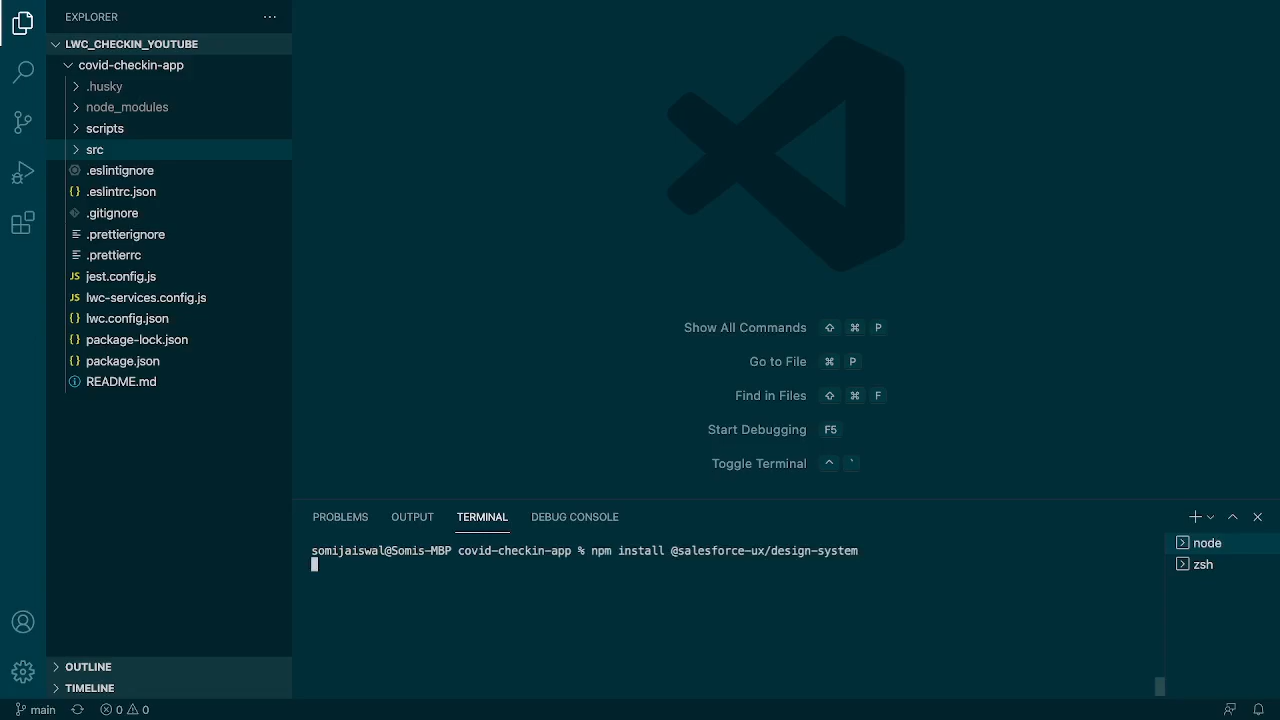 EXPLORER
LWC_CHECKIN_YOUTUBE
covid-checkin-app
.husky
node_modules
scripts
src
.eslintignore
.eslintrc.json
.gitignore
.prettierignore
.prettierrc
JS jest.config.js
JS lwc-services.config.js
{} lwc.config.json
{} package-lock.json
{} package.json
README.md
OUTLINE
TIMELINE
main 0 0
Show All Commands ⇧ ⌘ P
Go to File ⌘ P
Find in Files ⇧ ⌘ F
Start Debugging F5
Toggle Terminal ^ `
PROBLEMS OUTPUT TERMINAL DEBUG CONSOLE
somijaiswal@Somis-MBP covid-checkin-app % npm install @salesforce-ux/design-system
node
zsh